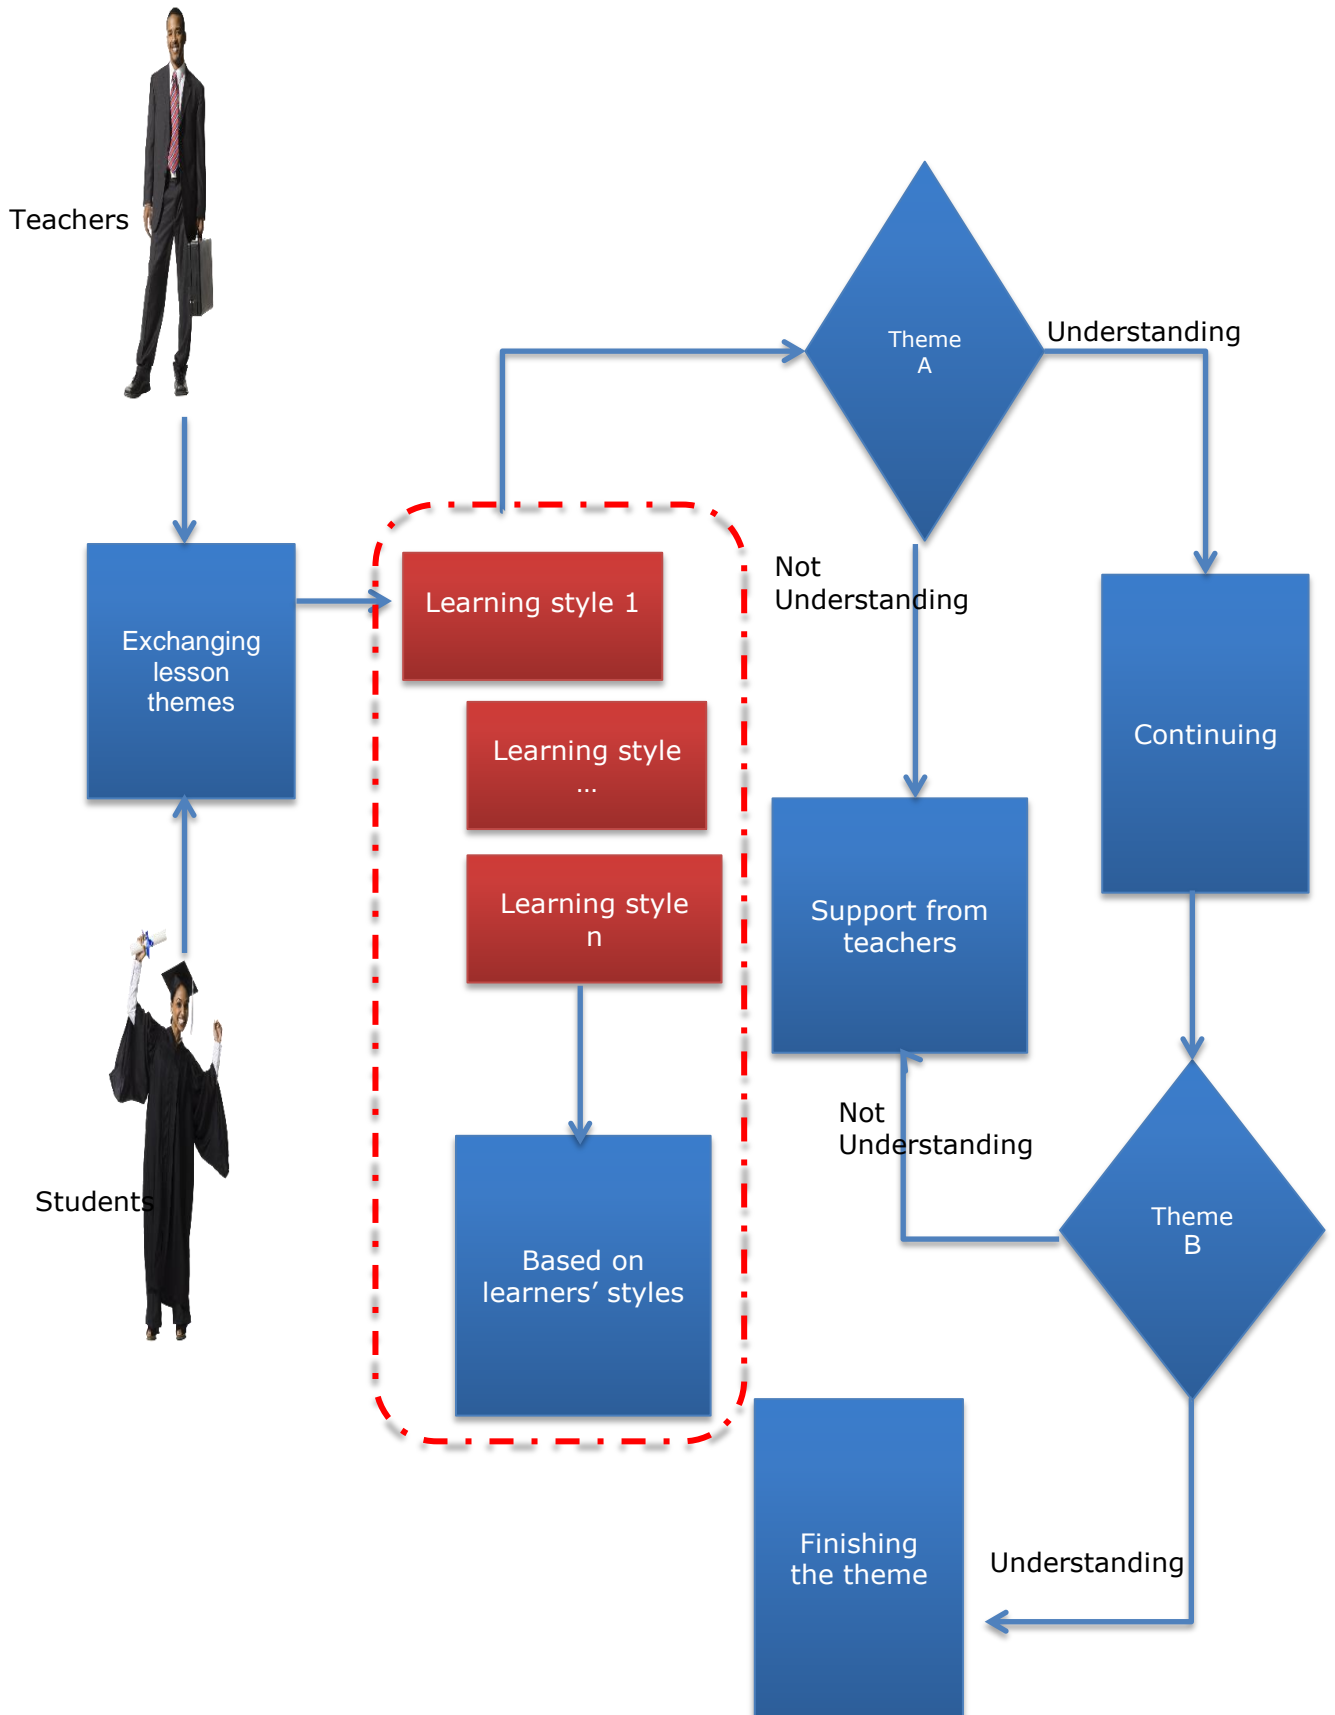 Teachers
Students
Exchanging
lesson
themes
Learning style 1
Learning style
...
Learning style
n
Based on
learners’ styles
Theme
A
Understanding
Not
Understanding
Continuing
Support from
teachers
Not
Understanding
Theme
B
Understanding
Finishing
the theme